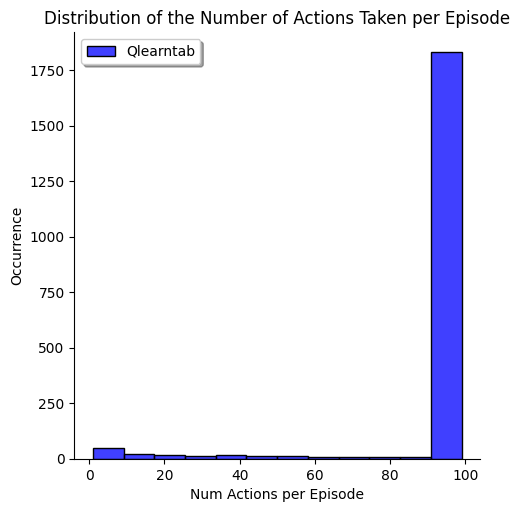 Distribution of the Number of Actions Taken per Episode
Qlearntab
1750
1500
1250
1000
750
500
250
0
Occurrence
0 20 40 60 80 100
Num Actions per Episode